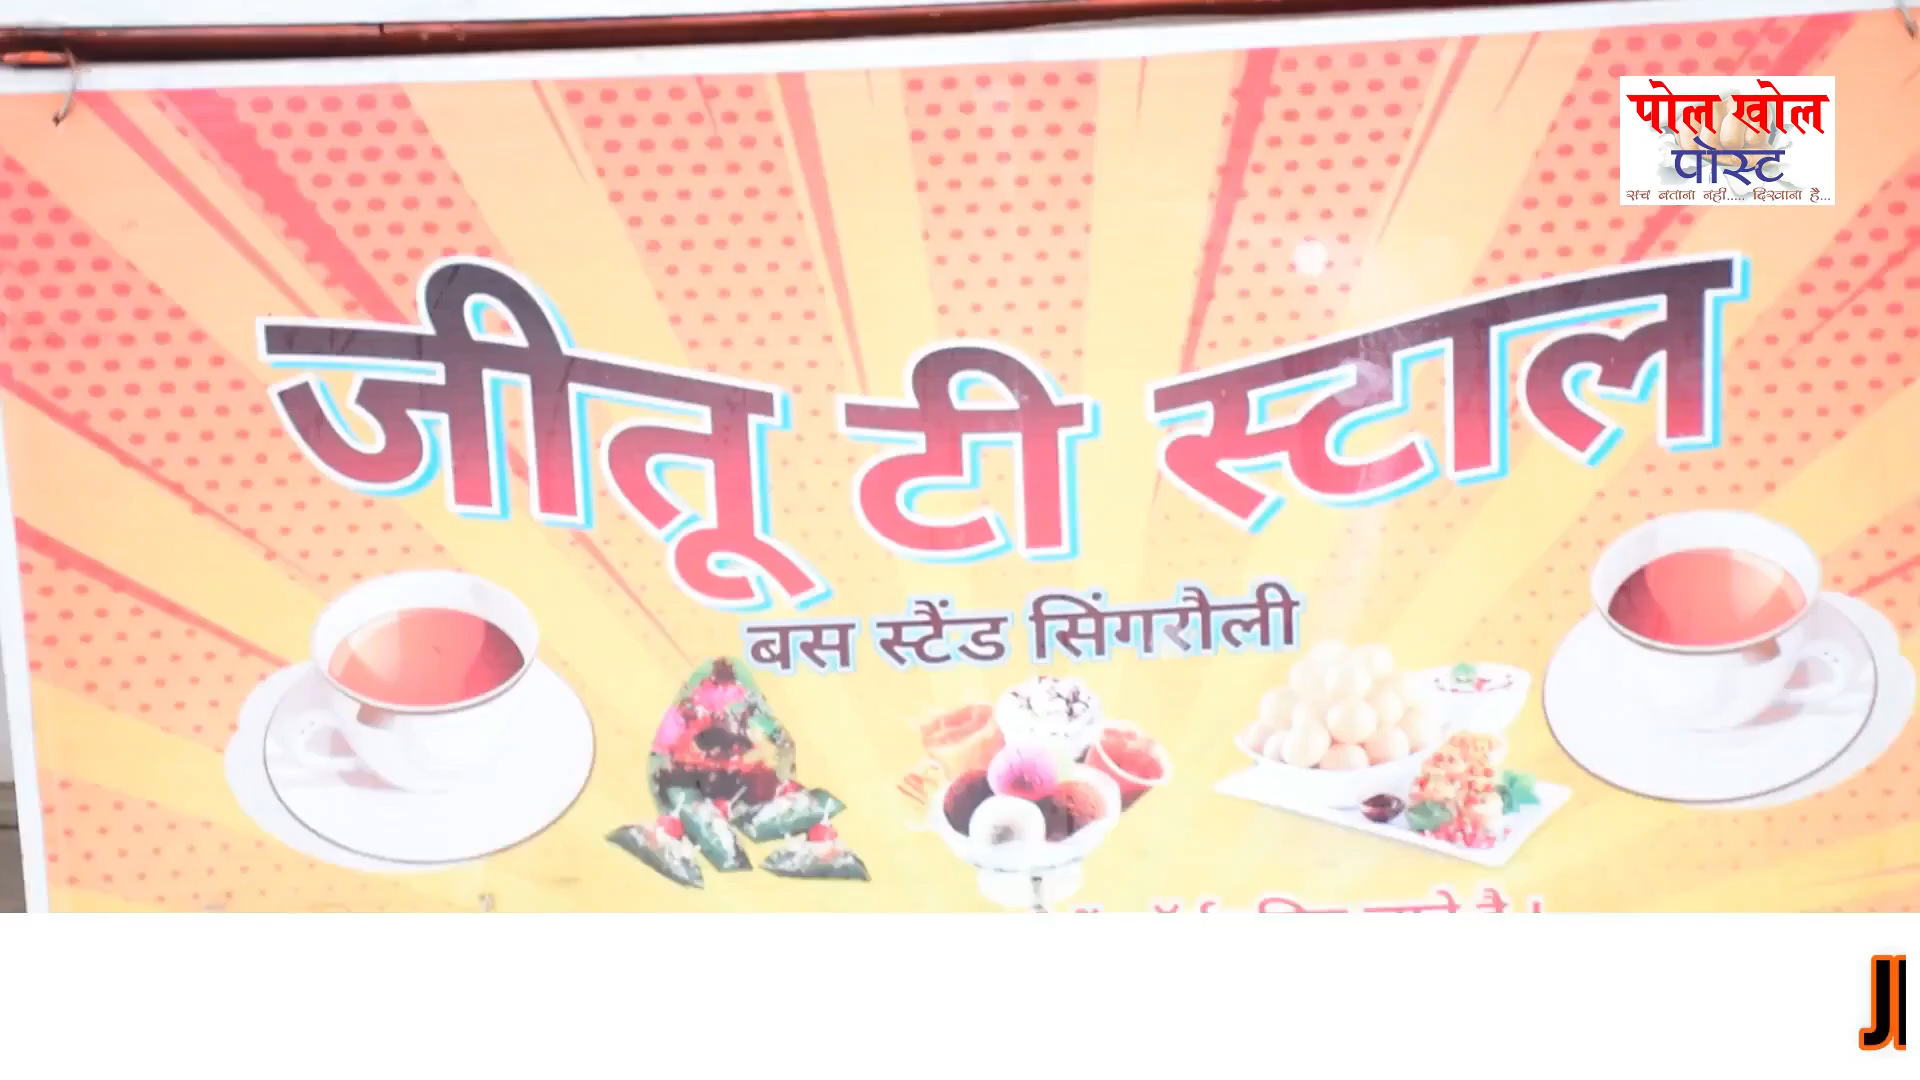 पोल खोल
पोस्ट
सच बताना नहीं..... दिखाना है...
जीतू टी स्टाल
बस स्टैंड सिंगरौली